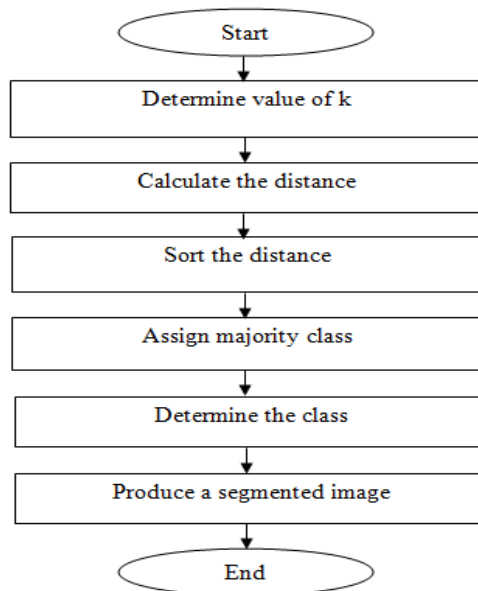 Start
Determine value of k
Calculate the distance
Sort the distance
Assign majority class
Determine the class
Produce a segmented image
End